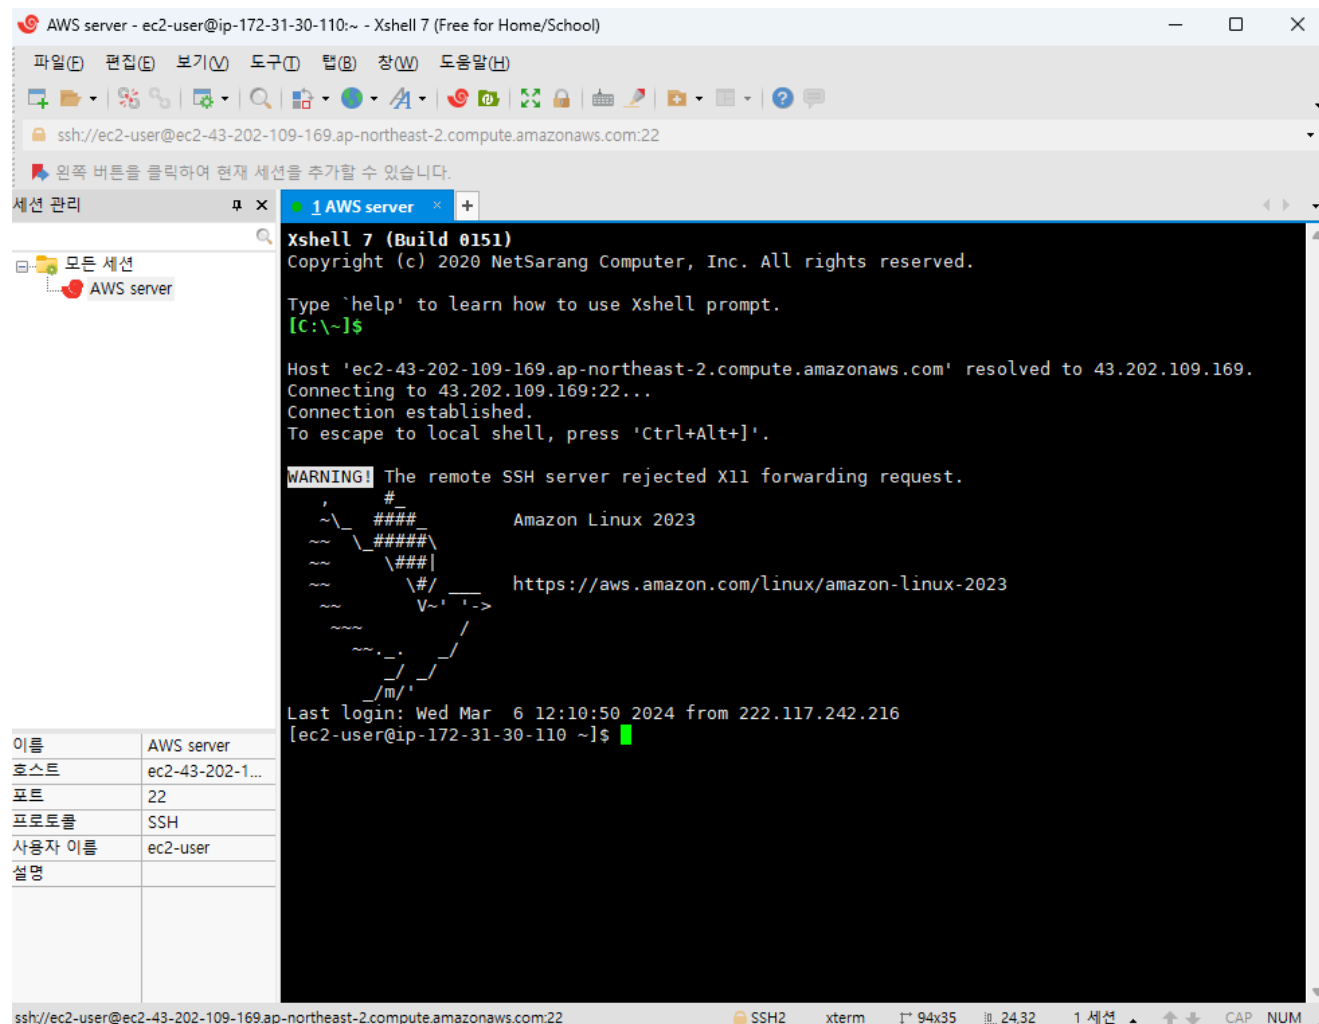 AWS server - ec2-user@ip-172-31-30-110:~ - Xshell 7 (Free for Home/School)
파일(F) 편집(E) 보기(V) 도구(T) 탭(B) 창(W) 도움말(H)
ssh://ec2-user@ec2-43-202-109-169.ap-northeast-2.compute.amazonaws.com:22
왼쪽 버튼을 클릭하여 현재 세션을 추가할 수 있습니다.
세션 관리
모든 세션
AWS server
이름 AWS server
호스트 ec2-43-202-1...
포트 22
프로토콜 SSH
사용자 이름 ec2-user
설명
1 AWS server × +
Xshell 7 (Build 0151)
Copyright (c) 2020 NetSarang Computer, Inc. All rights reserved.
Type `help' to learn how to use Xshell prompt.
[C:\~]$
Host 'ec2-43-202-109-169.ap-northeast-2.compute.amazonaws.com' resolved to 43.202.109.169.
Connecting to 43.202.109.169:22...
Connection established.
To escape to local shell, press 'Ctrl+Alt+]'.
WARNING! The remote SSH server rejected X11 forwarding request.
   ,     #_
   ~\_  ####_        Amazon Linux 2023
  ~~  \_#####\
  ~~     \###|
  ~~       \#/ ___   https://aws.amazon.com/linux/amazon-linux-2023
   ~~       V~' '->
    ~~~         /
      ~~._.   _/
         _/ _/
       _/m/'
Last login: Wed Mar  6 12:10:50 2024 from 222.117.242.216
[ec2-user@ip-172-31-30-110 ~]$
ssh://ec2-user@ec2-43-202-109-169.ap-northeast-2.compute.amazonaws.com:22 SSH2 xterm 94x35 24,32 1 세션 CAP NUM